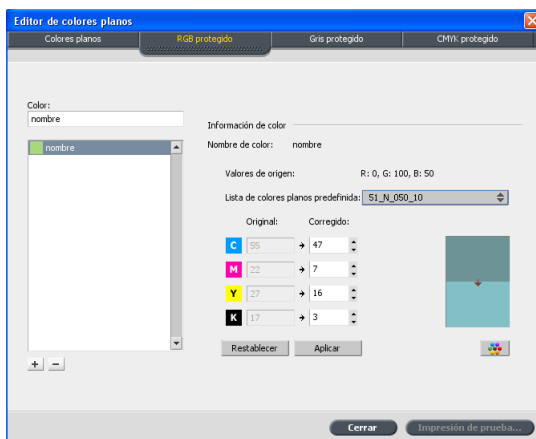 Editor de colores planos
Colores planos RGB protegido Gris protegido CMYK protegido
Color:
nombre
nombre
Información de color
Nombre de color: nombre
Valores de origen: R: 0, G: 100, B: 50
Lista de colores planos predefinida: 51_N_050_10
Original: Corregido:
C 55 47
M 22 7
Y 27 16
K 17 3
Restablecer Aplicar
Cerrar Impresión de prueba...